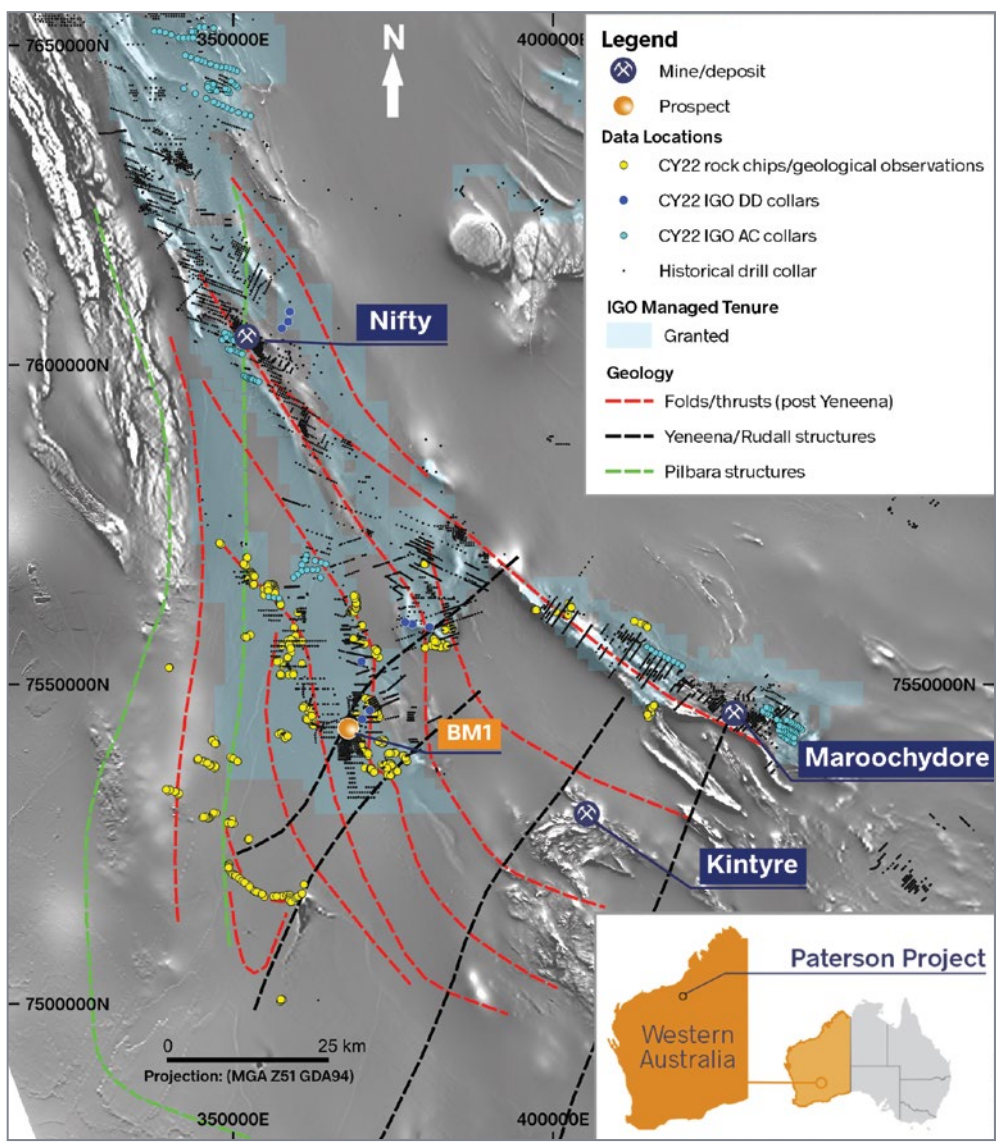 7650000N
350000E
400000E
N
Legend
Mine/deposit
Prospect
Data Locations
CY22 rock chips/geological observations
CY22 IGO DD collars
CY22 IGO AC collars
Historical drill collar
IGO Managed Tenure
Granted
Geology
Folds/thrusts (post Yeneena)
Yeneena/Rudall structures
Pilbara structures
Nifty
7600000N
7550000N
7550000N
BM1
Maroochydore
Kintyre
7500000N
0
25 km
Projection: (MGA Z51 GDA94)
350000E
400000E
Paterson Project
Western
Australia